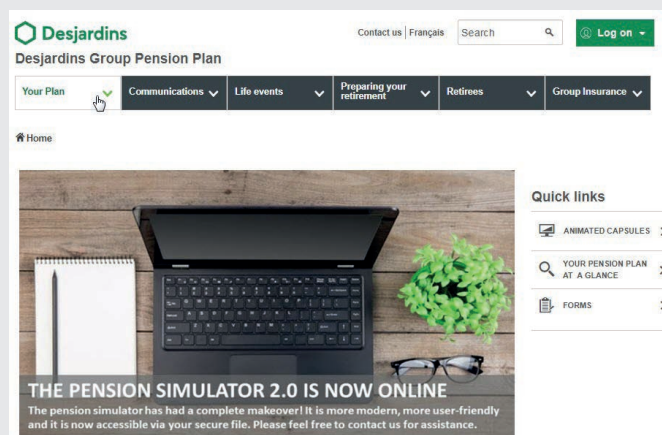 Desjardins
Contact us | Français
Search
Log on
Desjardins Group Pension Plan
Your Plan
Communications
Life events
Preparing your
retirement
Retirees
Group Insurance
Home
Quick links
ANIMATED CAPSULES
YOUR PENSION PLAN
AT A GLANCE
FORMS
THE PENSION SIMULATOR 2.0 IS NOW ONLINE
The pension simulator has had a complete makeover! It is more modern, more user-friendly
and it is now accessible via your secure file. Please feel free to contact us for assistance.